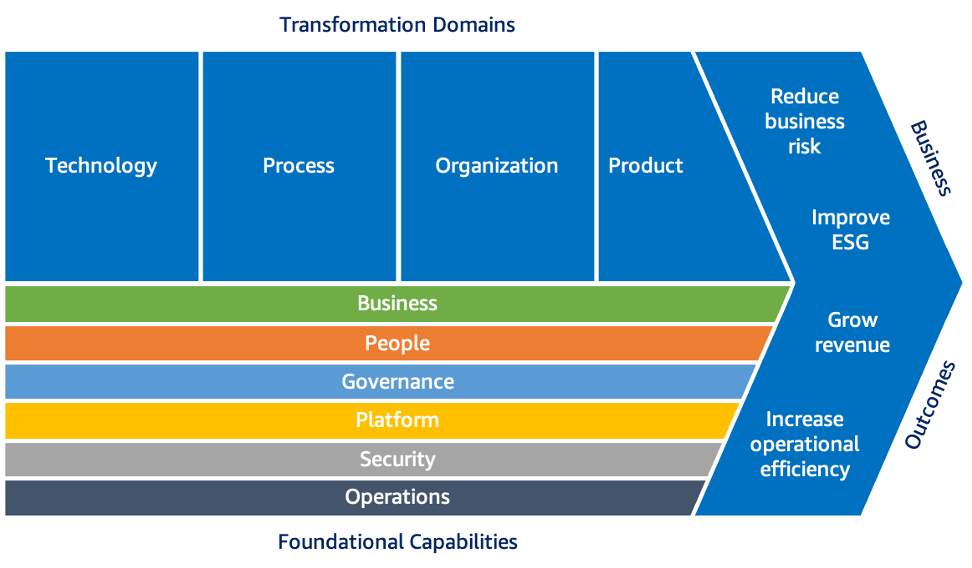 Transformation Domains
Technology
Process
Organization
Product
Reduce
business
risk
Improve
ESG
Grow
revenue
Increase
operational
efficiency
Business
Outcomes
Business
People
Governance
Platform
Security
Operations
Foundational Capabilities